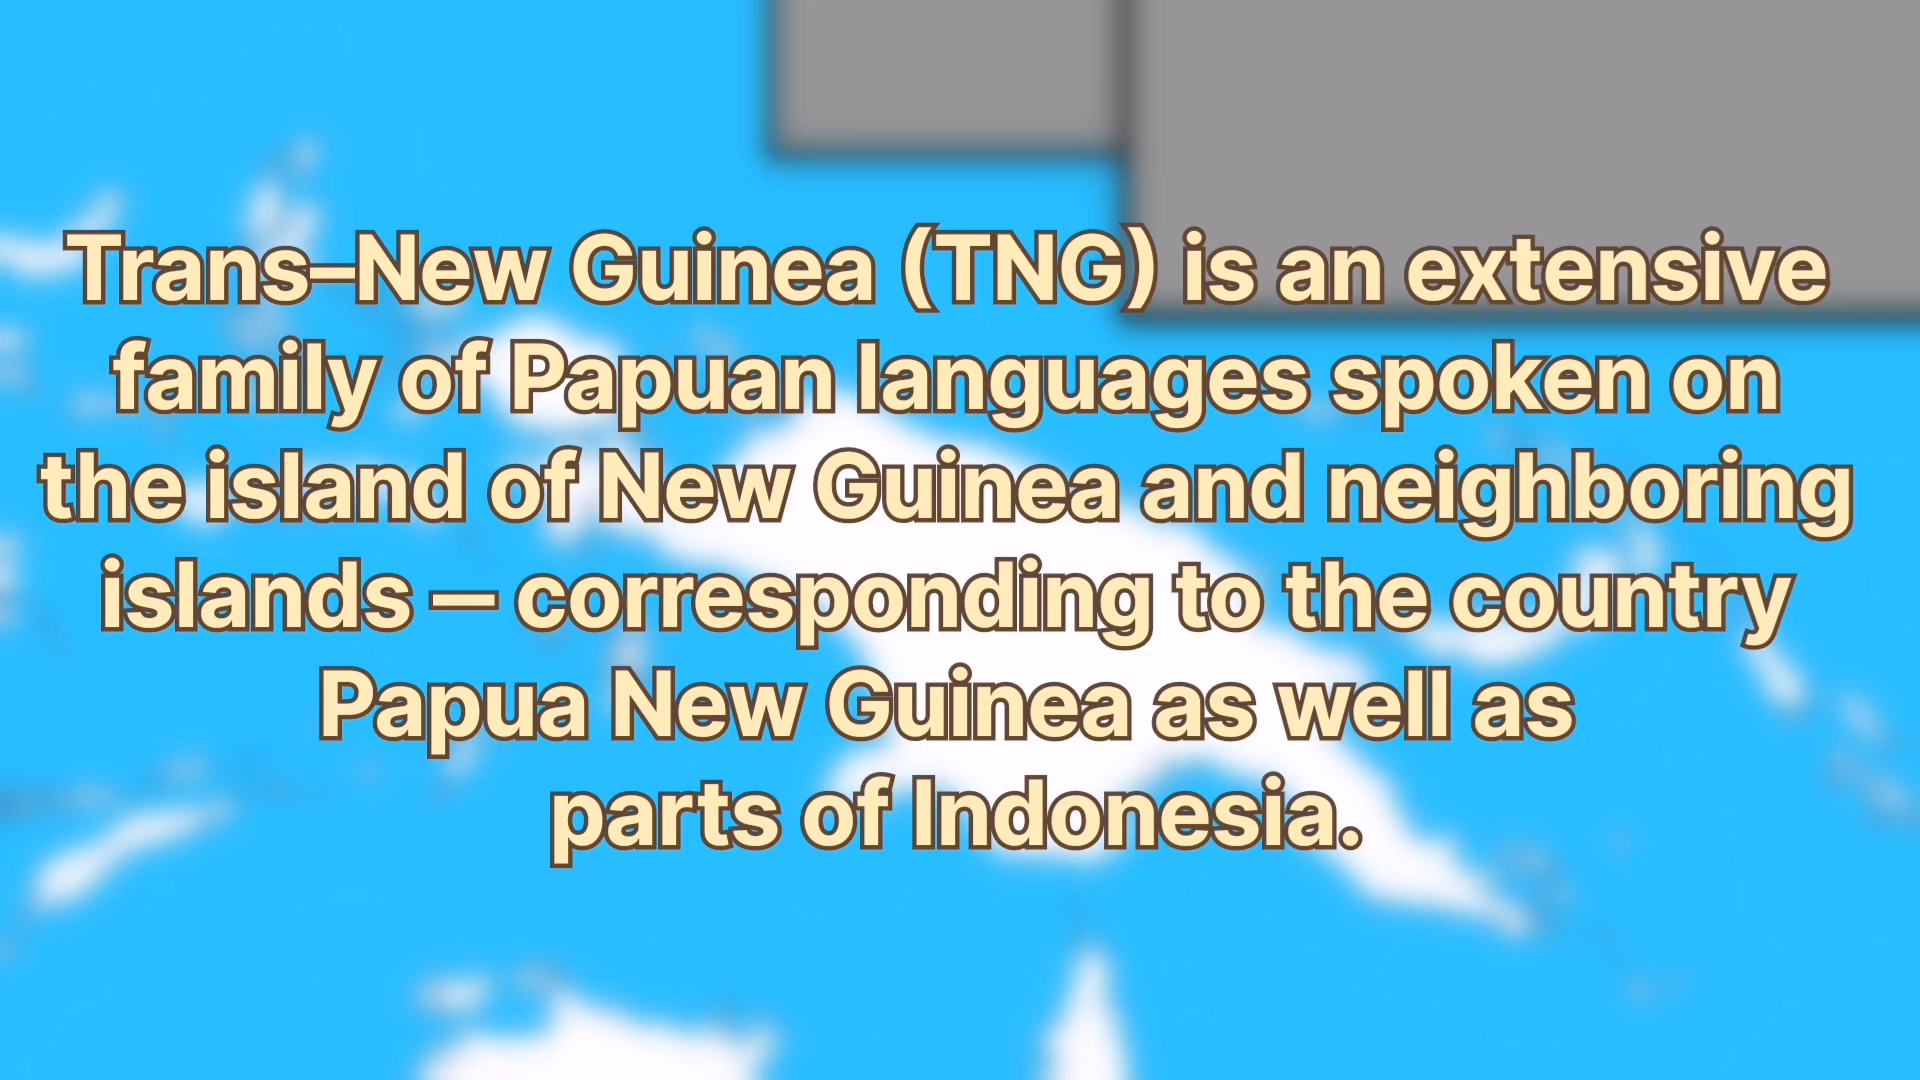 Trans–New Guinea (TNG) is an extensive
family of Papuan languages spoken on
the island of New Guinea and neighboring
islands — corresponding to the country
Papua New Guinea as well as
parts of Indonesia.